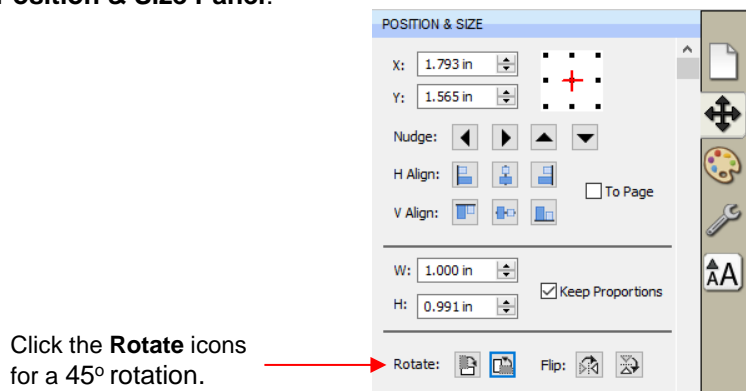 Position & Size Panel.
POSITION & SIZE
X: 1.793 in
Y: 1.565 in
Nudge:
H Align:
To Page
V Align:
W: 1.000 in
Keep Proportions
H: 0.991 in
AA
Click the Rotate icons
for a 45º rotation.
Rotate: Flip: